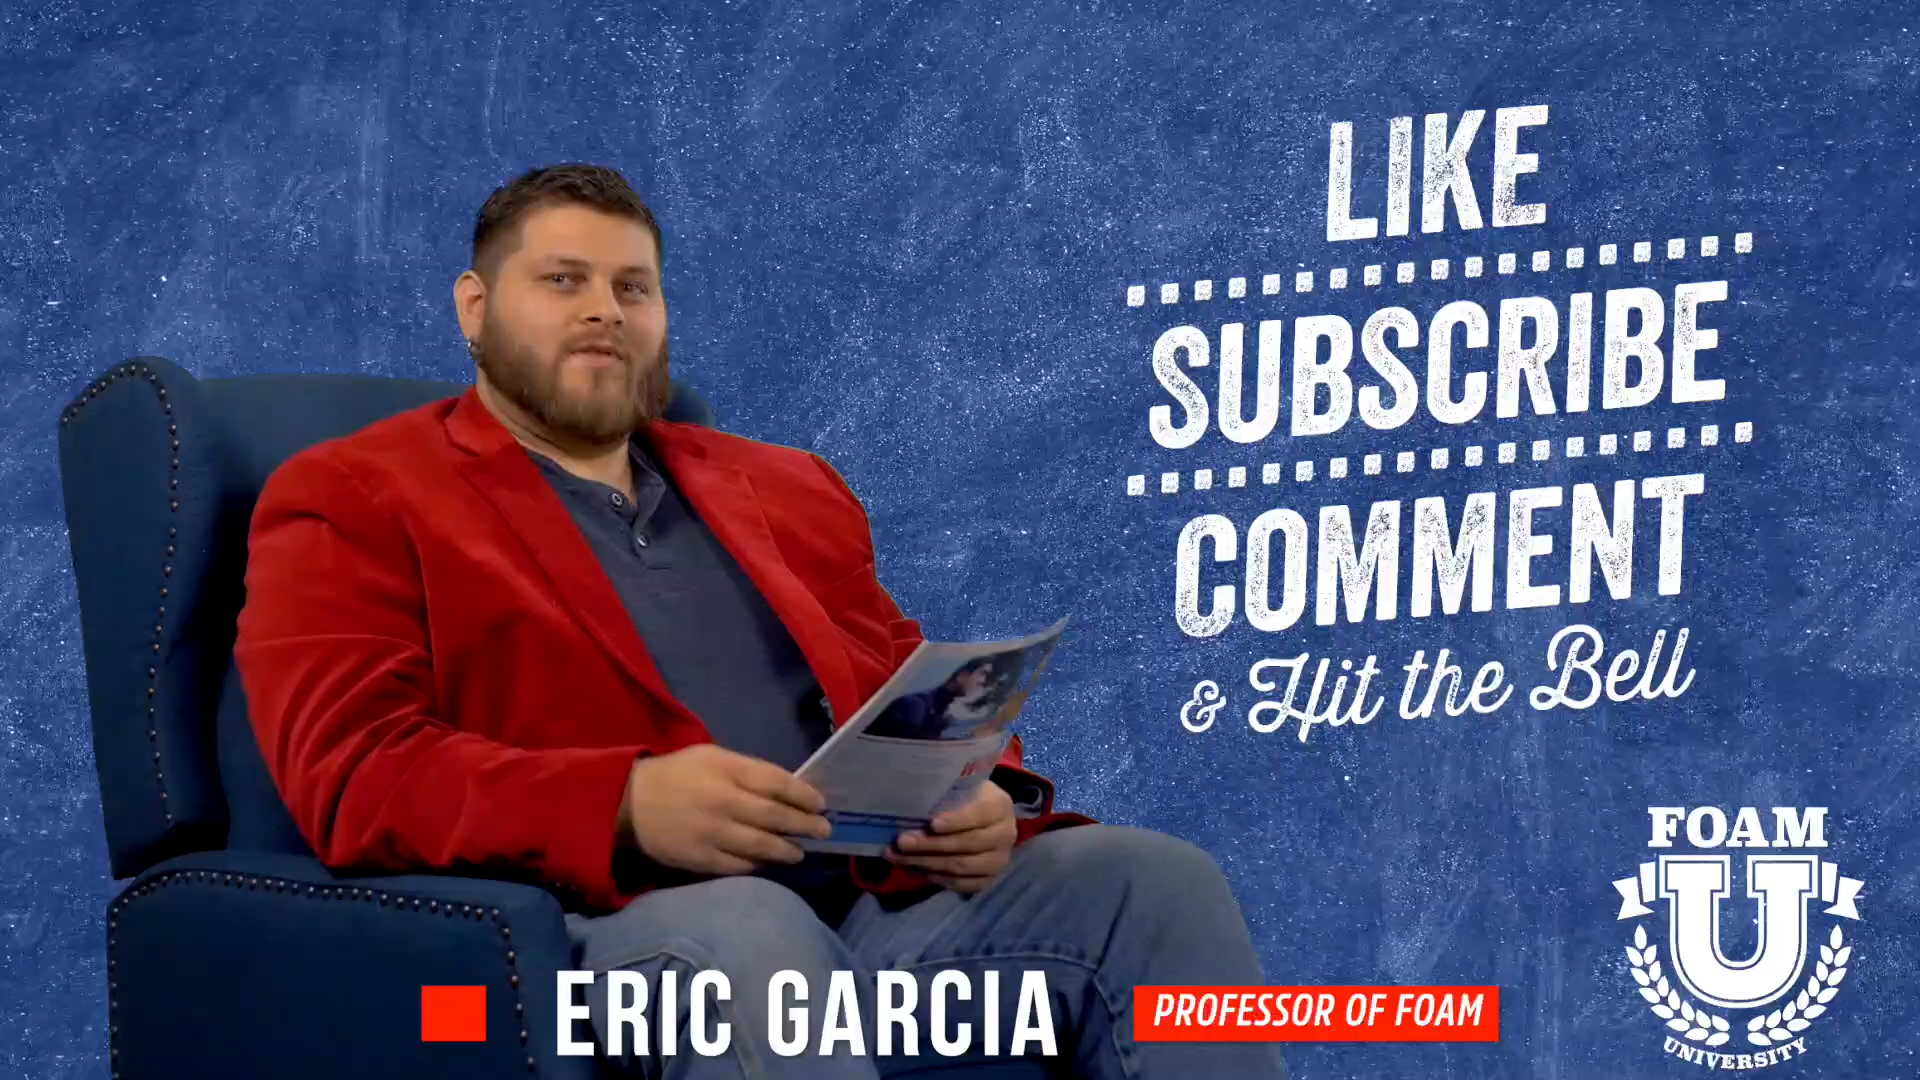 LIKE
SUBSCRIBE
COMMENT
& Hit the Bell
FOAM
U
UNIVERSITY
ERIC GARCIA
PROFESSOR OF FOAM